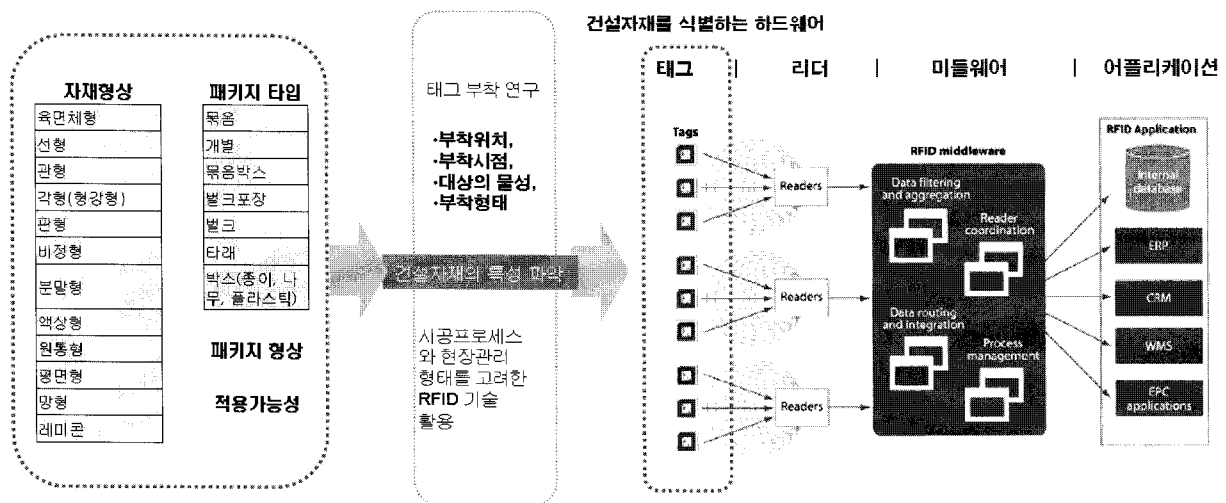 건설자재를 식별하는 하드웨어
자재형상
육면체형
선형
관형
각형(형강형)
판형
비정형
분말형
액상형
원통형
평면형
망형
레미콘
패키지 타입
묶음
개별
묶음박스
벌크포장
벌크
타래
박스(종이, 나
무, 플라스틱)
패키지 형상
적용가능성
태그 부착 연구
·부착위치,
·부착시점,
·대상의 물성,
·부착형태
건설자재의 특성 파악
시공프로세스
와 현장관리
형태를 고려한
RFID 기술
활용
태그 | 리더 | 미들웨어 | 어플리케이션
Tags
Readers
Readers
Readers
RFID middleware
Data filtering
and aggregation
Reader
coordination
Data routing
and integration
Process
management
RFID Application
Internal
database
ERP
CRM
WMS
EPC
applications